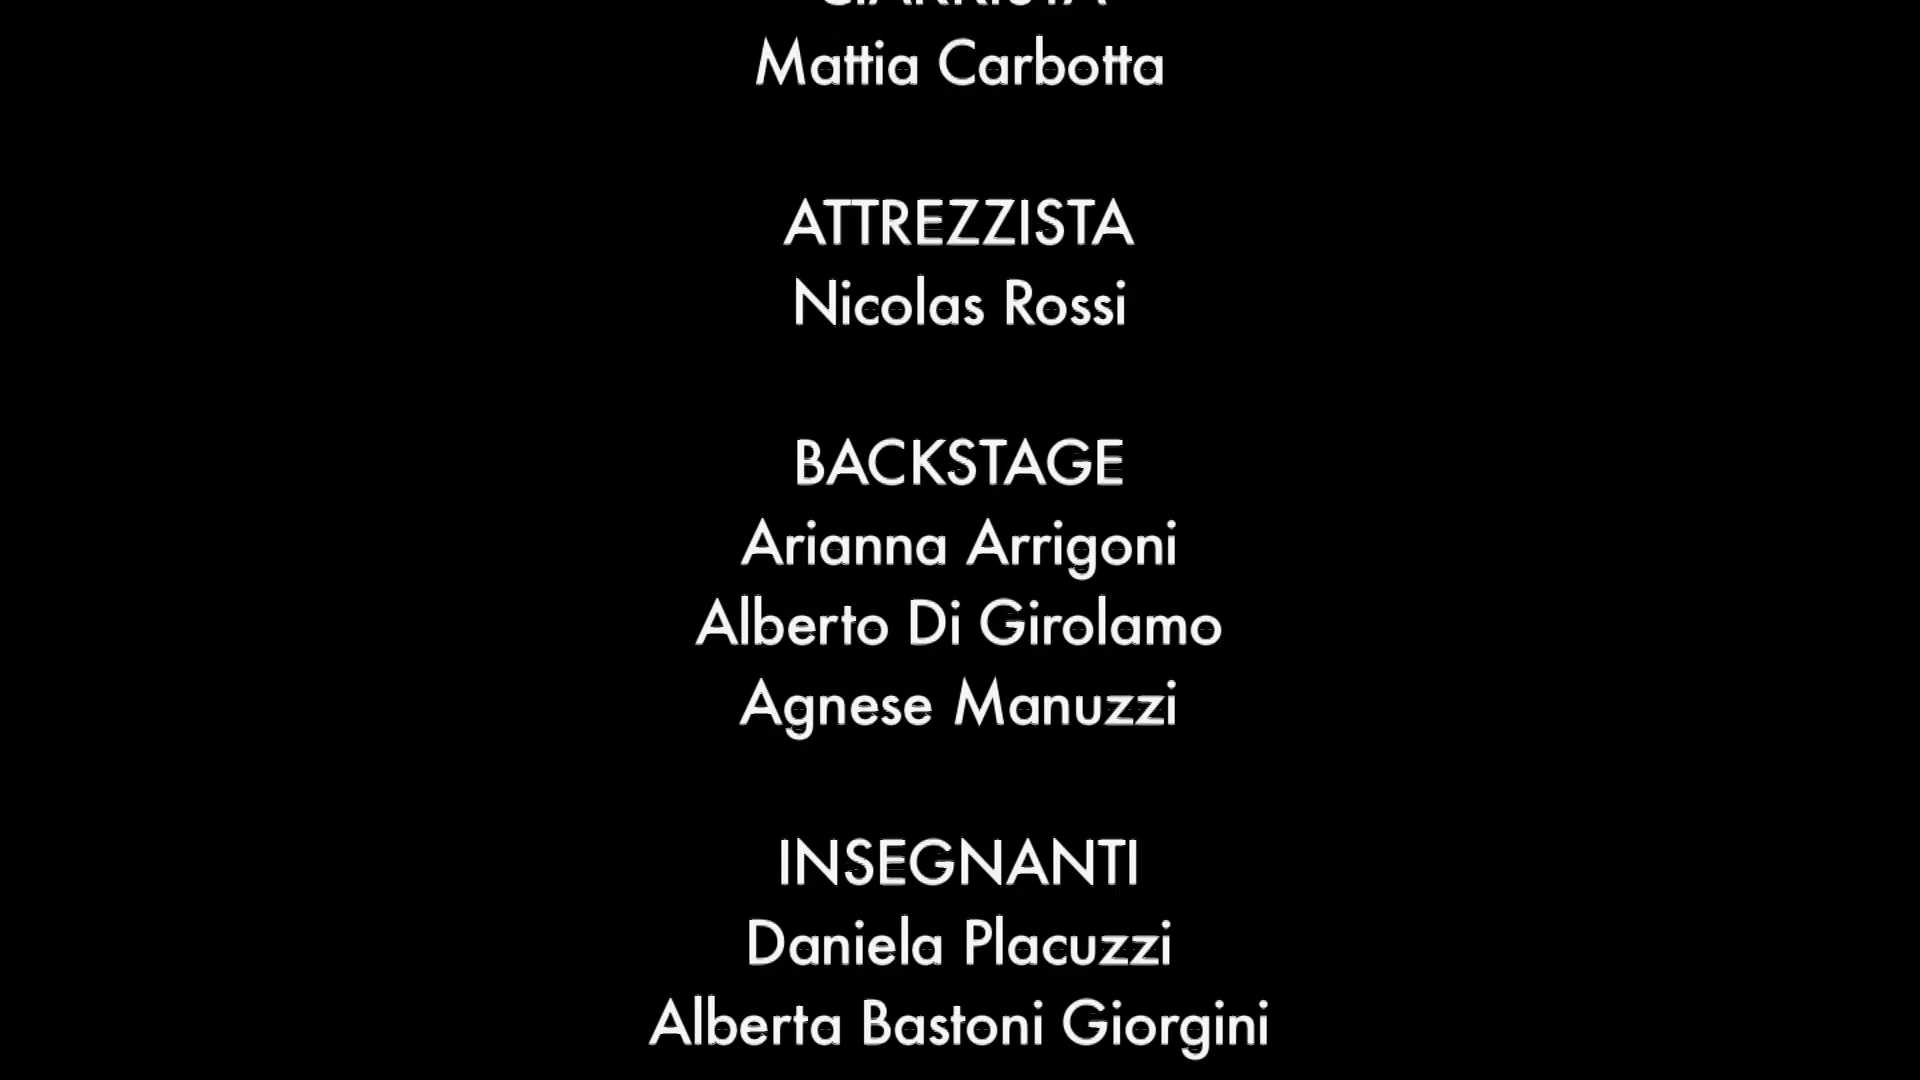 CIAKKISTA
Mattia Carbotta
ATTREZZISTA
Nicolas Rossi
BACKSTAGE
Arianna Arrigoni
Alberto Di Girolamo
Agnese Manuzzi
INSEGNANTI
Daniela Placuzzi
Alberta Bastoni Giorgini